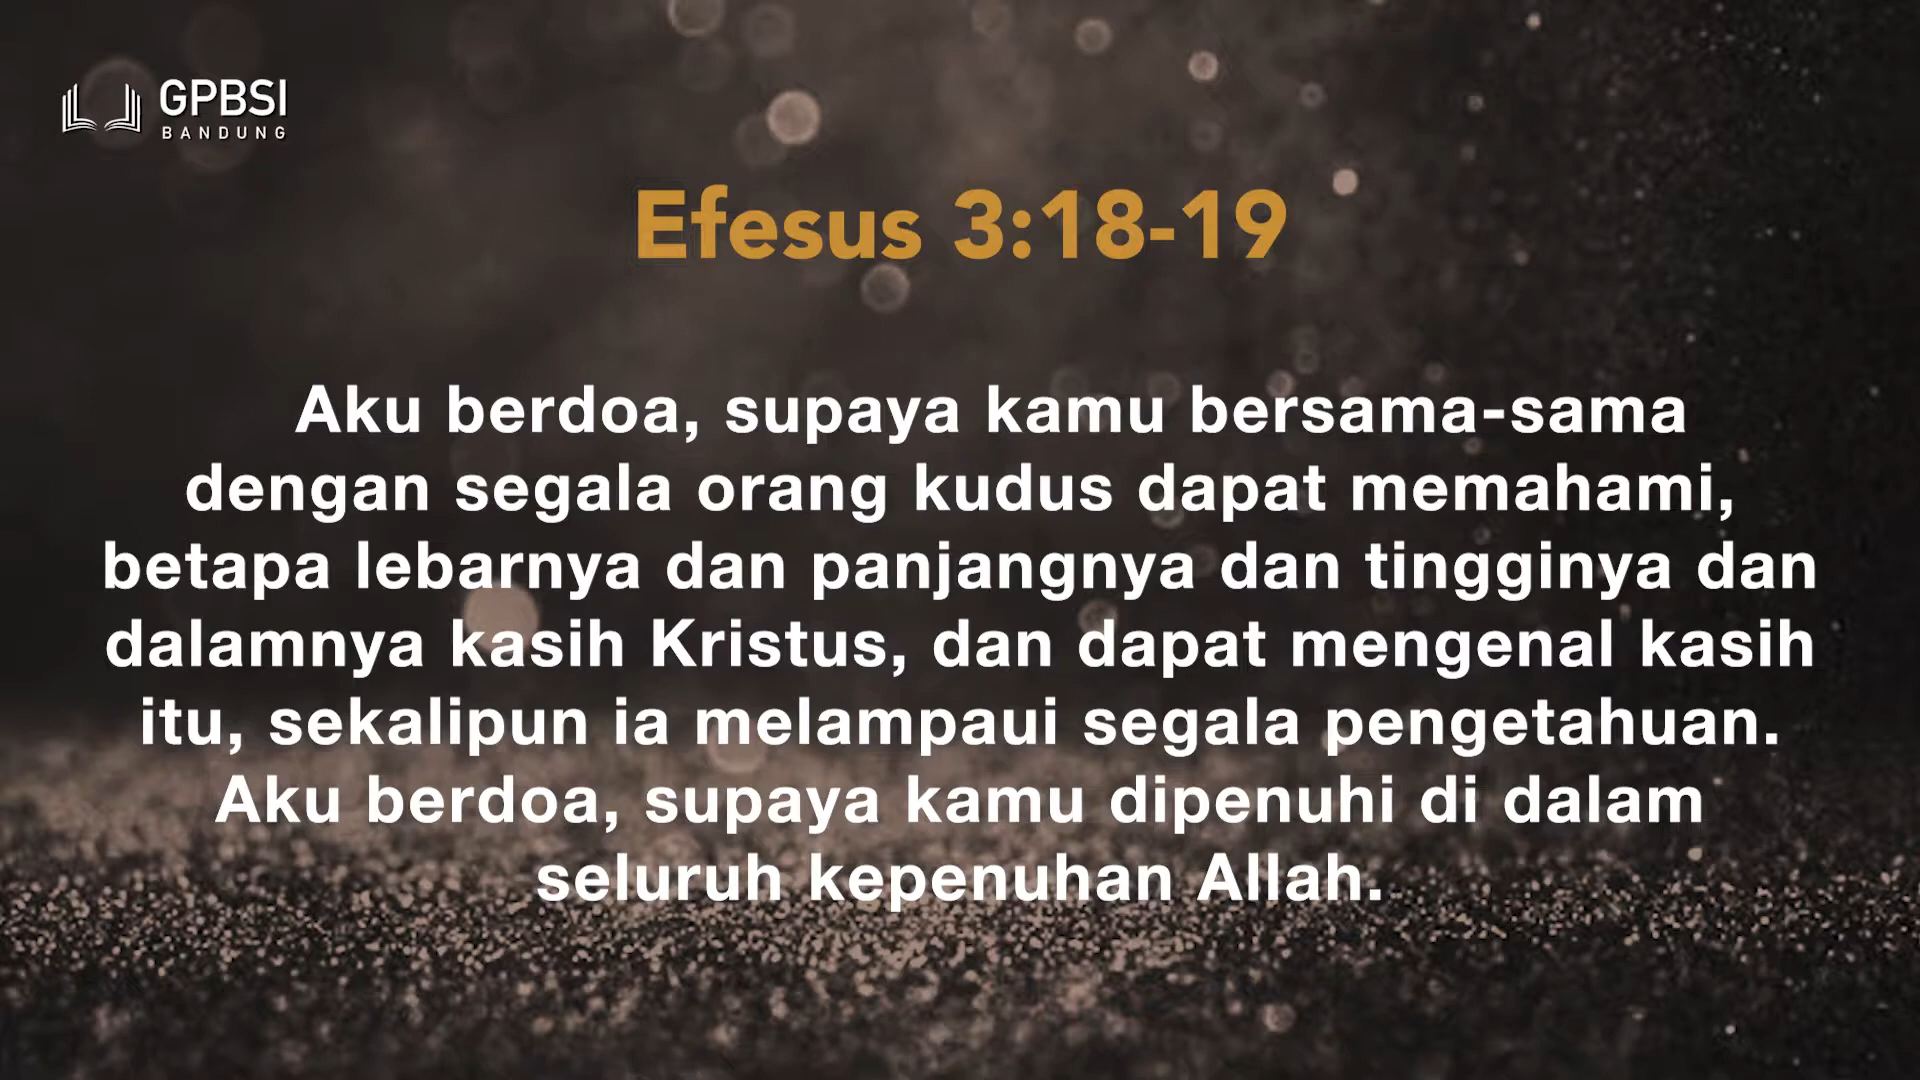 GPBSI
BANDUNG
Efesus 3:18-19
Aku berdoa, supaya kamu bersama-sama
dengan segala orang kudus dapat memahami,
betapa lebarnya dan panjangnya dan tingginya dan
dalamnya kasih Kristus, dan dapat mengenal kasih
itu, sekalipun ia melampaui segala pengetahuan.
Aku berdoa, supaya kamu dipenuhi di dalam
seluruh kepenuhan Allah.